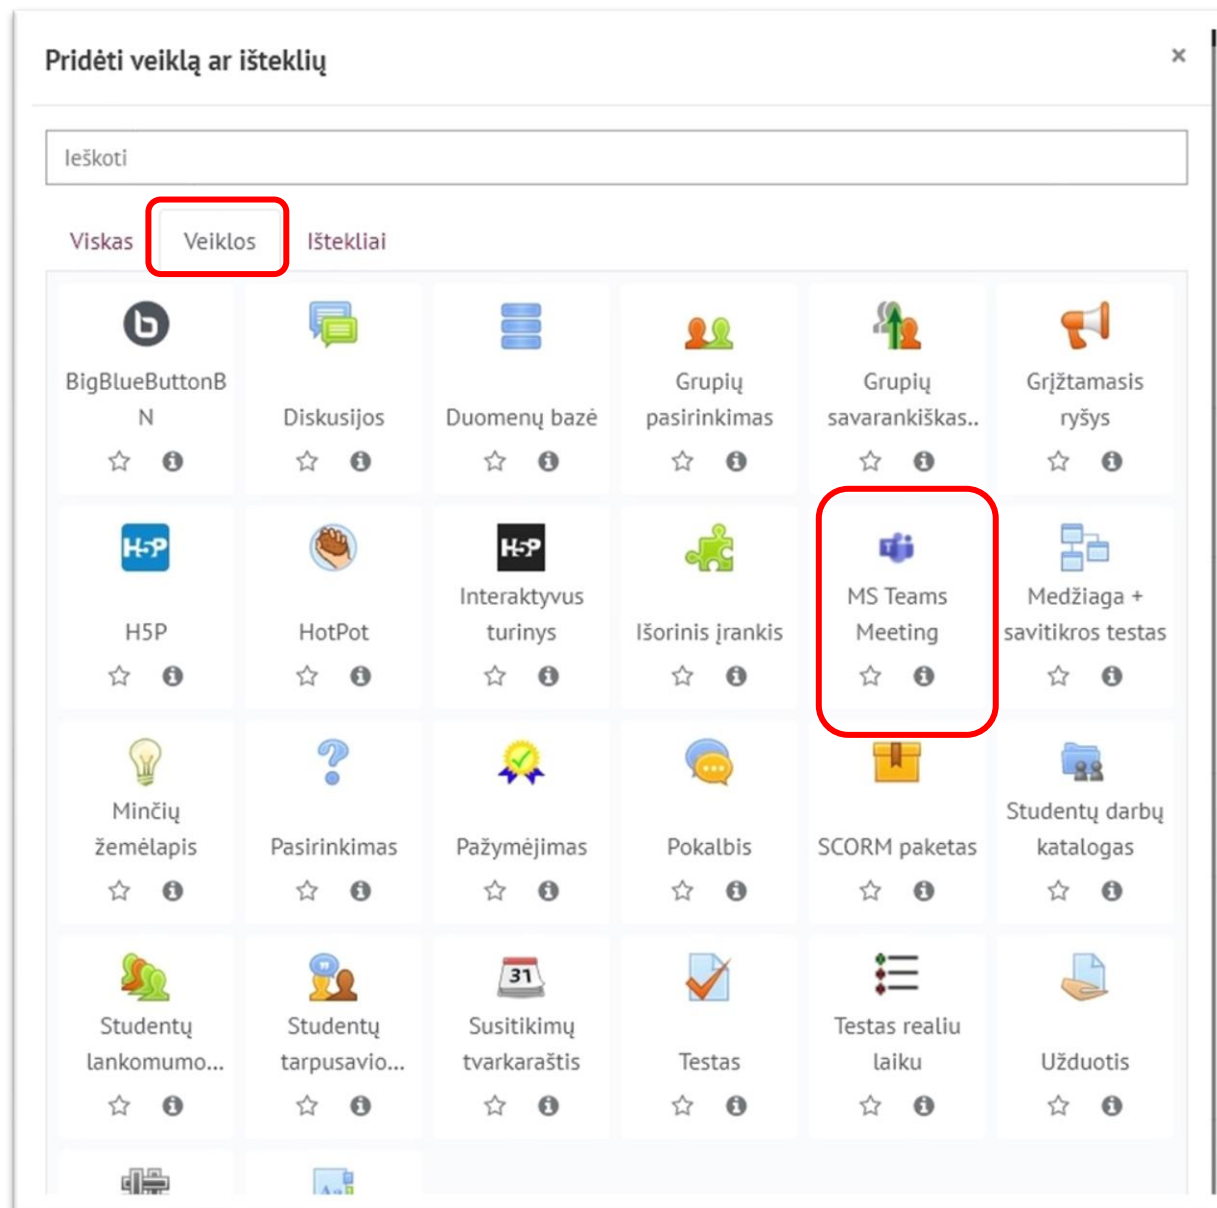 Pridėti veiklą ar išteklių
×
Ieškoti
Viskas Veiklos Ištekliai
BigBlueButtonB
N
Diskusijos
Duomenų bazė
Grupių
pasirinkimas
Grupių
savarankiškas..
Grįžtamasis
ryšys
H5P
H5P
HotPot
H5P
Interaktyvus
turinys
Išorinis įrankis
MS Teams
Meeting
Medžiaga +
savitikros testas
Minčių
žemėlapis
Pasirinkimas
Pažymėjimas
Pokalbis
SCORM paketas
Studentų darbų
katalogas
Studentų
lankomumo...
Studentų
tarpusavio...
31
Susitikimų
tvarkaraštis
Testas
Testas realiu
laiku
Užduotis